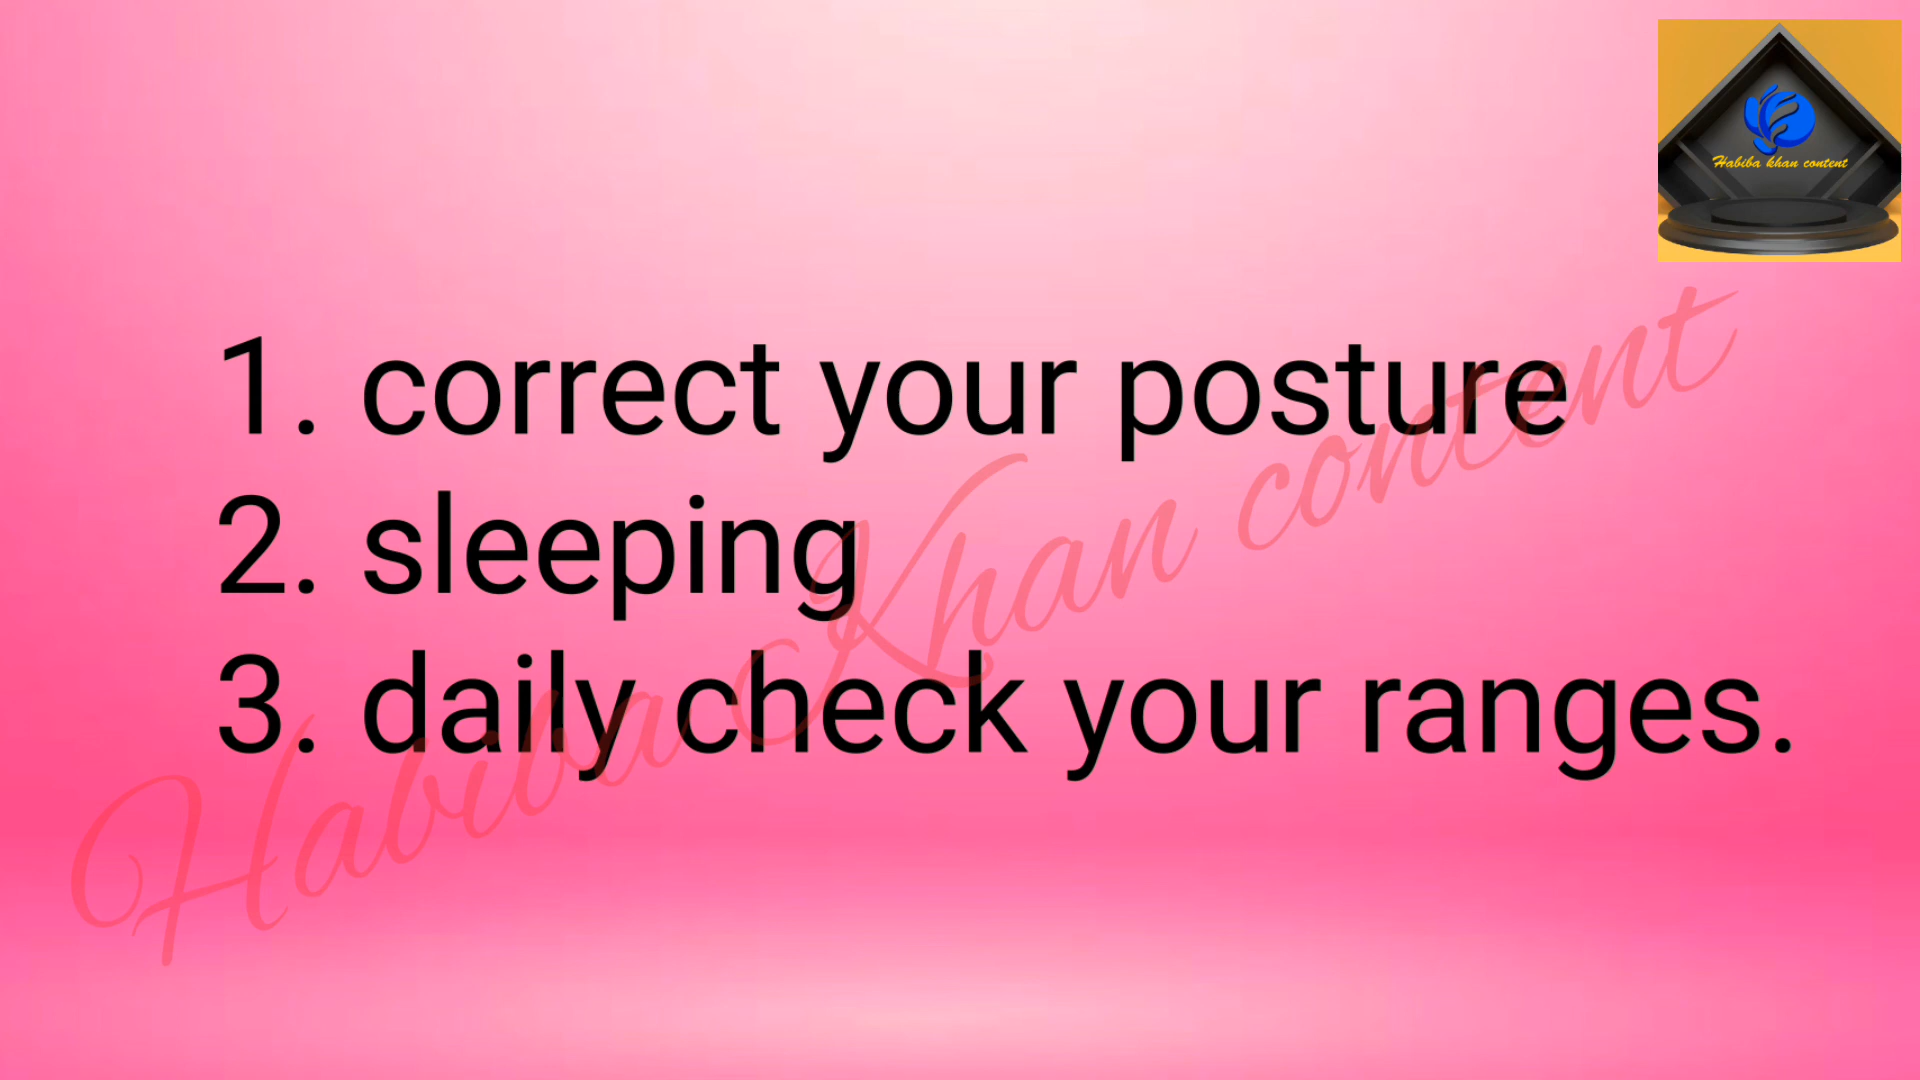 Habiba khan content
1. correct your posture
2. sleeping
3. daily check your ranges.
Habiba Khan content